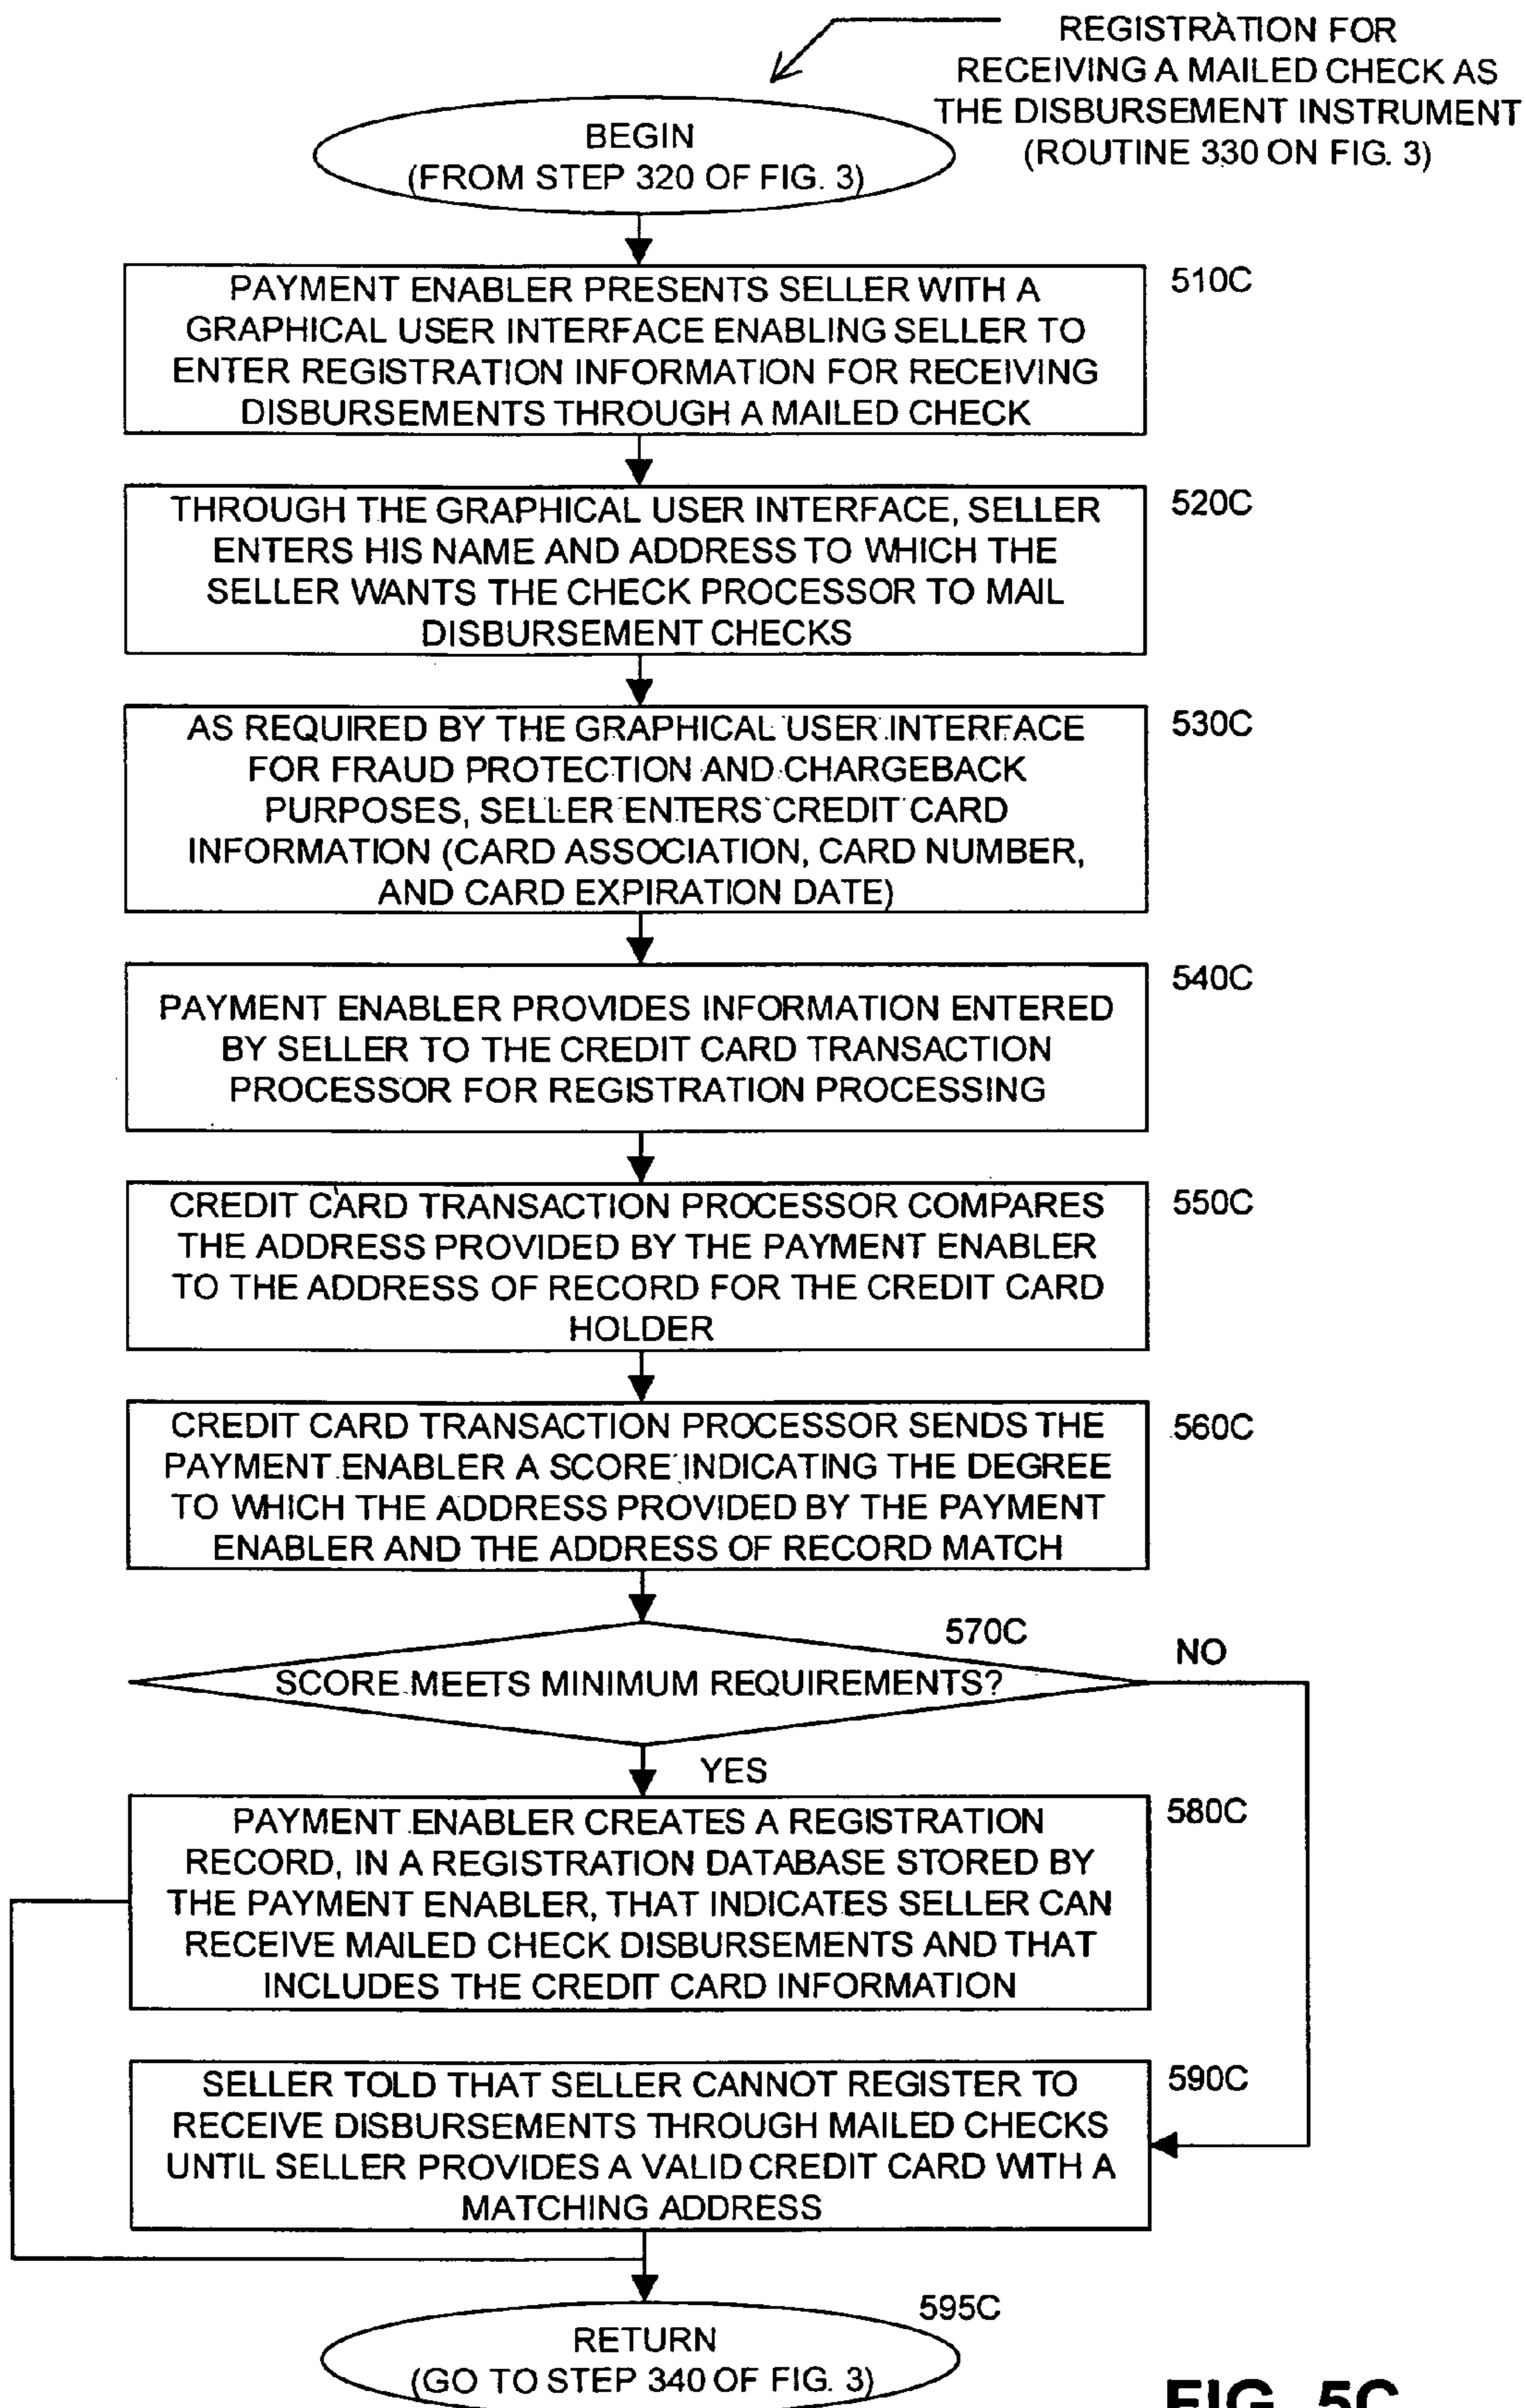 REGISTRATION FOR
RECEIVING A MAILED CHECK AS
THE DISBURSEMENT INSTRUMENT
(ROUTINE 330 ON FIG. 3)
BEGIN
(FROM STEP 320 OF FIG. 3)
510C
PAYMENT ENABLER PRESENTS SELLER WITH A
GRAPHICAL USER INTERFACE ENABLING SELLER TO
ENTER REGISTRATION INFORMATION FOR RECEIVING
DISBURSEMENTS THROUGH A MAILED CHECK
520C
THROUGH THE GRAPHICAL USER INTERFACE, SELLER
ENTERS HIS NAME AND ADDRESS TO WHICH THE
SELLER WANTS THE CHECK PROCESSOR TO MAIL
DISBURSEMENT CHECKS
530C
AS REQUIRED BY THE GRAPHICAL USER INTERFACE
FOR FRAUD PROTECTION AND CHARGEBACK
PURPOSES, SELLER ENTERS CREDIT CARD
INFORMATION (CARD ASSOCIATION, CARD NUMBER,
AND CARD EXPIRATION DATE)
540C
PAYMENT ENABLER PROVIDES INFORMATION ENTERED
BY SELLER TO THE CREDIT CARD TRANSACTION
PROCESSOR FOR REGISTRATION PROCESSING
550C
CREDIT CARD TRANSACTION PROCESSOR COMPARES
THE ADDRESS PROVIDED BY THE PAYMENT ENABLER
TO THE ADDRESS OF RECORD FOR THE CREDIT CARD
HOLDER
560C
CREDIT CARD TRANSACTION PROCESSOR SENDS THE
PAYMENT ENABLER A SCORE INDICATING THE DEGREE
TO WHICH THE ADDRESS PROVIDED BY THE PAYMENT
ENABLER AND THE ADDRESS OF RECORD MATCH
570C
NO
SCORE MEETS MINIMUM REQUIREMENTS?
YES
580C
PAYMENT ENABLER CREATES A REGISTRATION
RECORD, IN A REGISTRATION DATABASE STORED BY
THE PAYMENT ENABLER, THAT INDICATES SELLER CAN
RECEIVE MAILED CHECK DISBURSEMENTS AND THAT
INCLUDES THE CREDIT CARD INFORMATION
590C
SELLER TOLD THAT SELLER CANNOT REGISTER TO
RECEIVE DISBURSEMENTS THROUGH MAILED CHECKS
UNTIL SELLER PROVIDES A VALID CREDIT CARD WITH A
MATCHING ADDRESS
595C
RETURN
(GO TO STEP 340 OF FIG. 3)
FIG. 5C